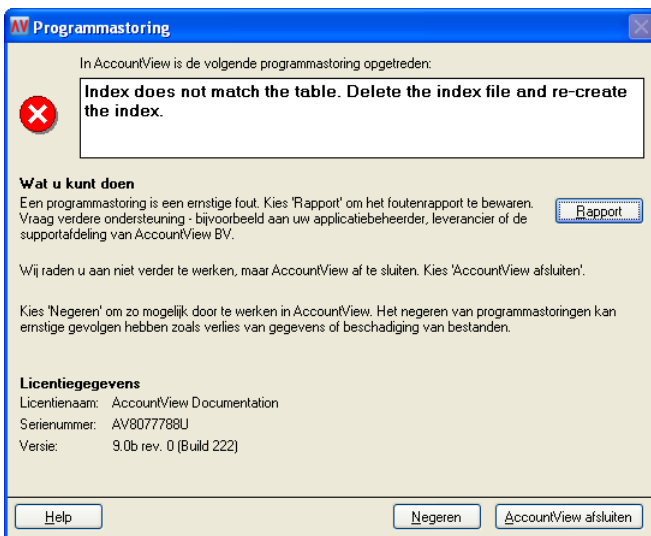 AV Programmastoring
In AccountView is de volgende programmastoring opgetreden:
Index does not match the table. Delete the index file and re-create
the index.
Wat u kunt doen
Een programmastoring is een ernstige fout. Kies 'Rapport' om het foutenrapport te bewaren.
Vraag verdere ondersteuning - bijvoorbeeld aan uw applicatiebeheerder, leverancier of de
supportafdeling van AccountView BV.
Rapport
Wij raden u aan niet verder te werken, maar AccountView af te sluiten. Kies 'AccountView afsluiten'.
Kies 'Negeren' om zo mogelijk door te werken in AccountView. Het negeren van programmastoringen kan
ernstige gevolgen hebben zoals verlies van gegevens of beschadiging van bestanden.
Licentiegegevens
Licentienaam: AccountView Documentation
Serienummer: AV8077788U
Versie: 9.0b rev. 0 (Build 222)
Help
Negeren
AccountView afsluiten